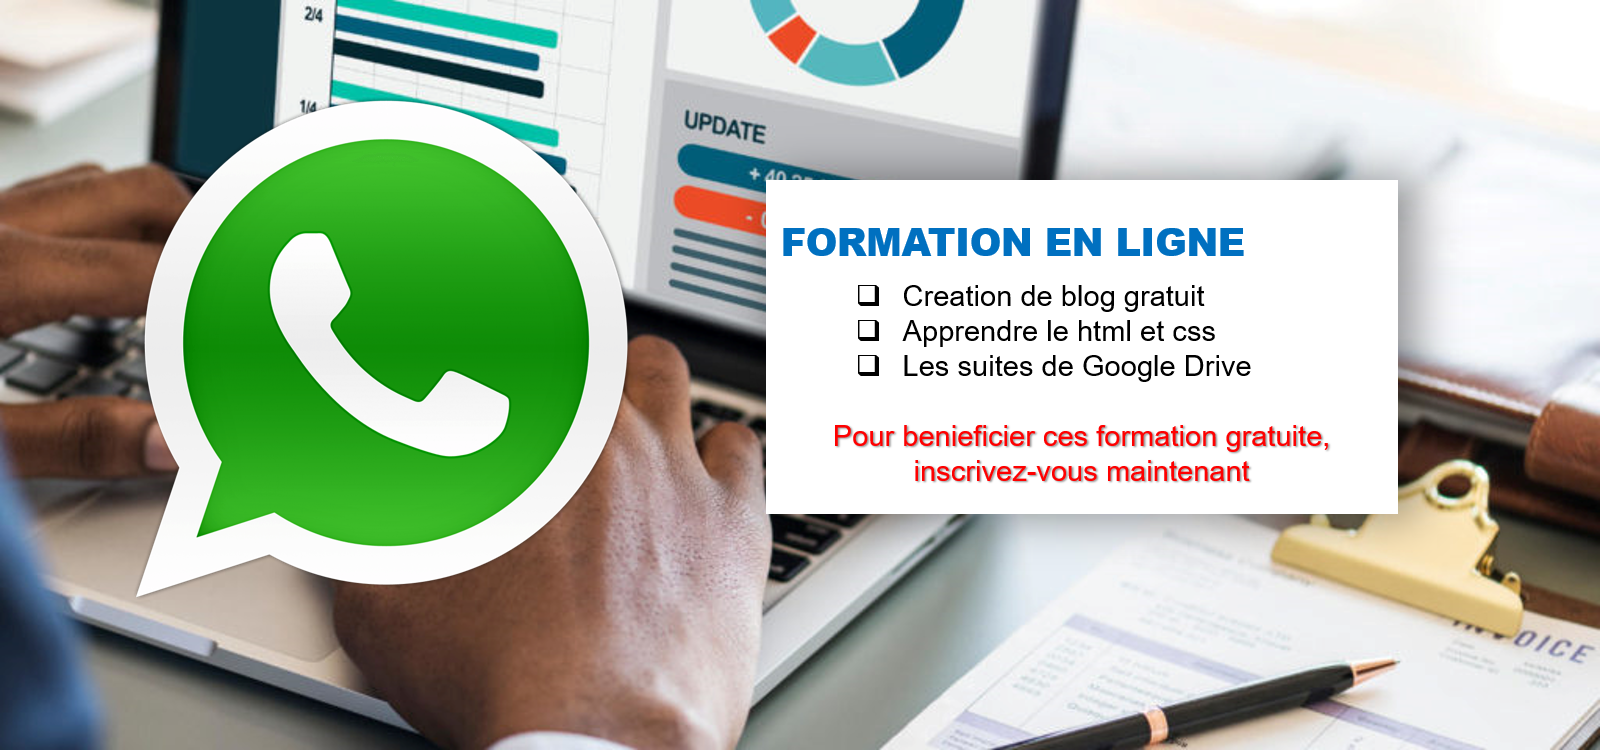 2/4
1/4
UPDATE
FORMATION EN LIGNE
Creation de blog gratuit
Apprendre le html et css
Les suites de Google Drive
Pour benieficier ces formation gratuite,
inscrivez-vous maintenant